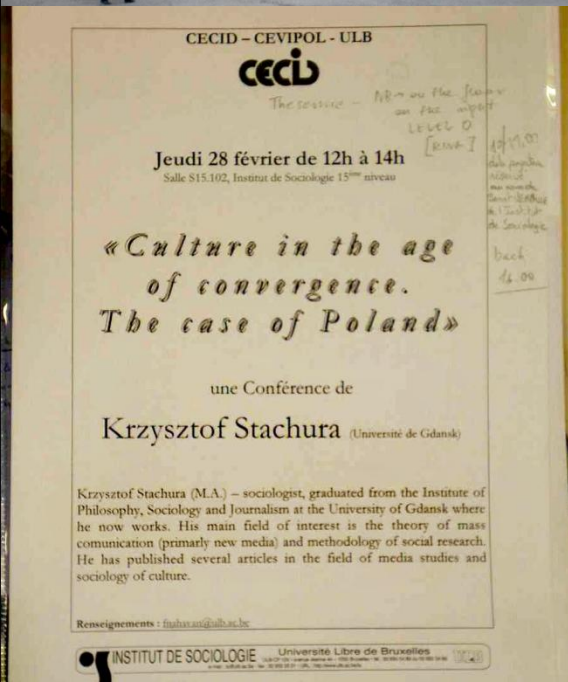 CECID – CEVIPOL - ULB
CECID
on the
LEVEL 0
Jeudi 28 février de 12h à 14h
Salle S15.102, Institut de Sociologie 15ème niveau
«Culture in the age
of convergence.
The case of Poland»
une Conférence de
Krzysztof Stachura (Université de Gdansk)
Krzysztof Stachura (M.A.) – sociologist, graduated from the Institute of
Philosophy, Sociology and Journalism at the University of Gdansk where
he now works. His main field of interest is the theory of mass
comunication (primarly new media) and methodology of social research.
He has published several articles in the field of media studies and
sociology of culture.
Renseignements :
INSTITUT DE SOCIOLOGIE Université Libre de Bruxelles